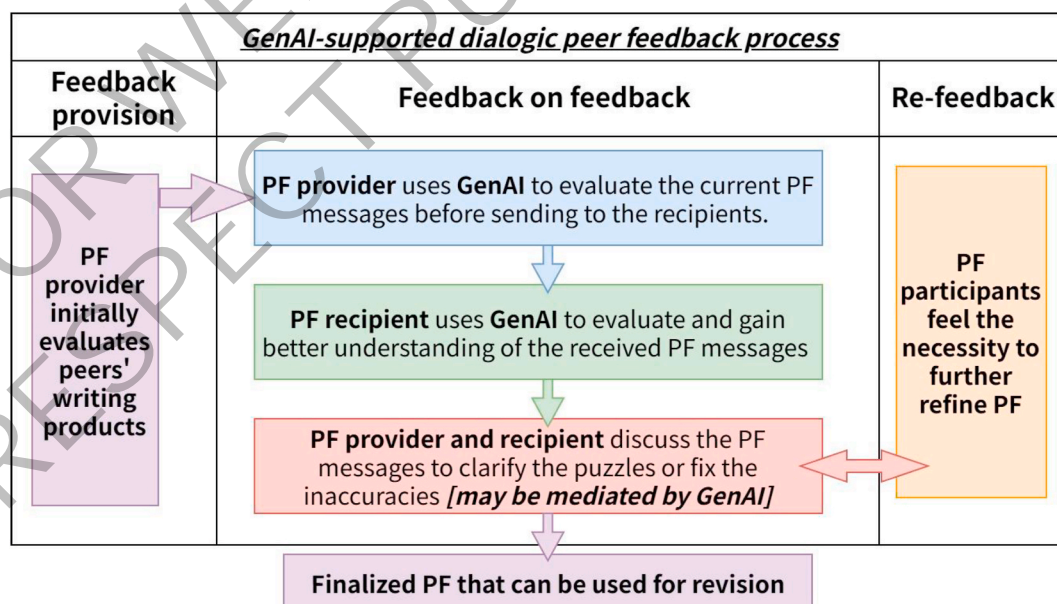 GenAI-supported dialogic peer feedback process
Feedback
provision
Feedback on feedback
Re-feedback
PF
provider
initially
evaluates
peers'
writing
products
PF provider uses GenAI to evaluate the current PF
messages before sending to the recipients.
PF recipient uses GenAI to evaluate and gain
better understanding of the received PF messages
PF provider and recipient discuss the PF
messages to clarify the puzzles or fix the
inaccuracies [may be mediated by GenAI]
PF
participants
feel the
necessity to
further
refine PF
Finalized PF that can be used for revision